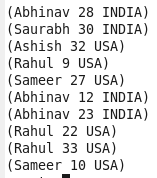 (Abhinav 28 INDIA)
(Saurabh 30 INDIA)
(Ashish 32 USA)
(Rahul 9 USA)
(Sameer 27 USA)
(Abhinav 12 INDIA)
(Abhinav 23 INDIA)
(Rahul 22 USA)
(Rahul 33 USA)
(Sameer 10 USA)